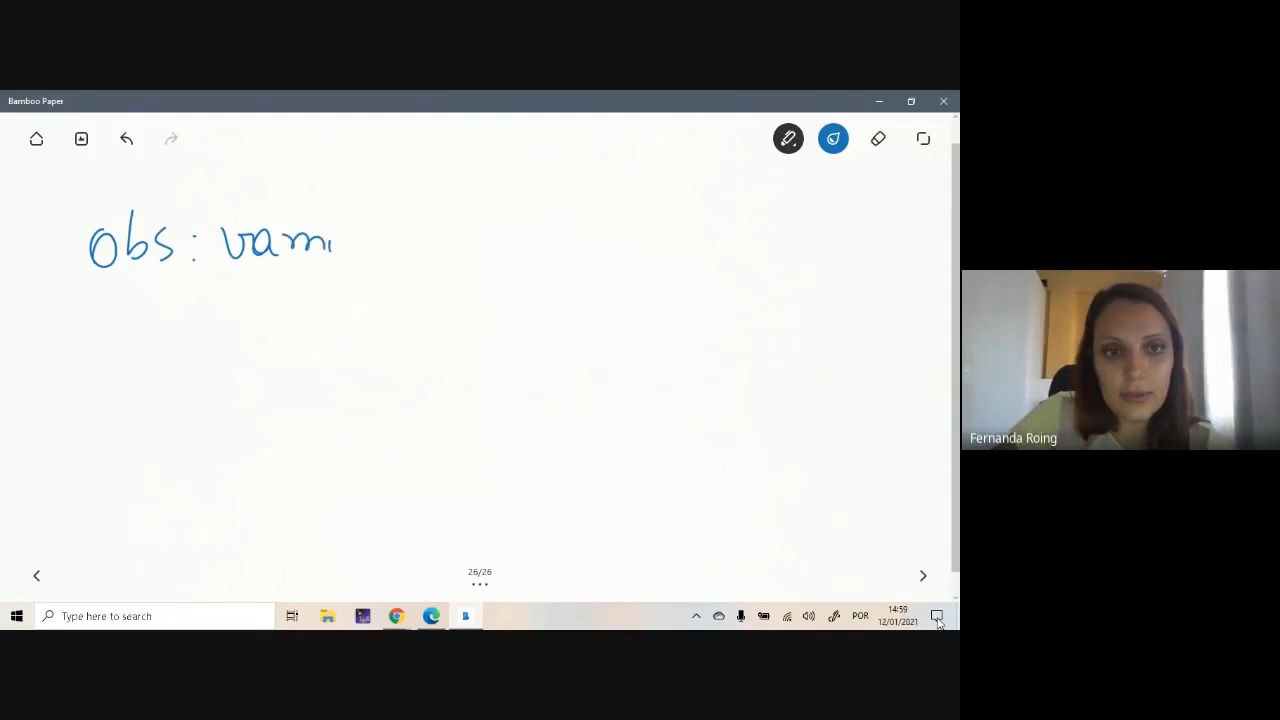 Bamboo Paper
Obs: vam
Fernanda Roing
26/26
Type here to search
POR
14:59
12/01/2021